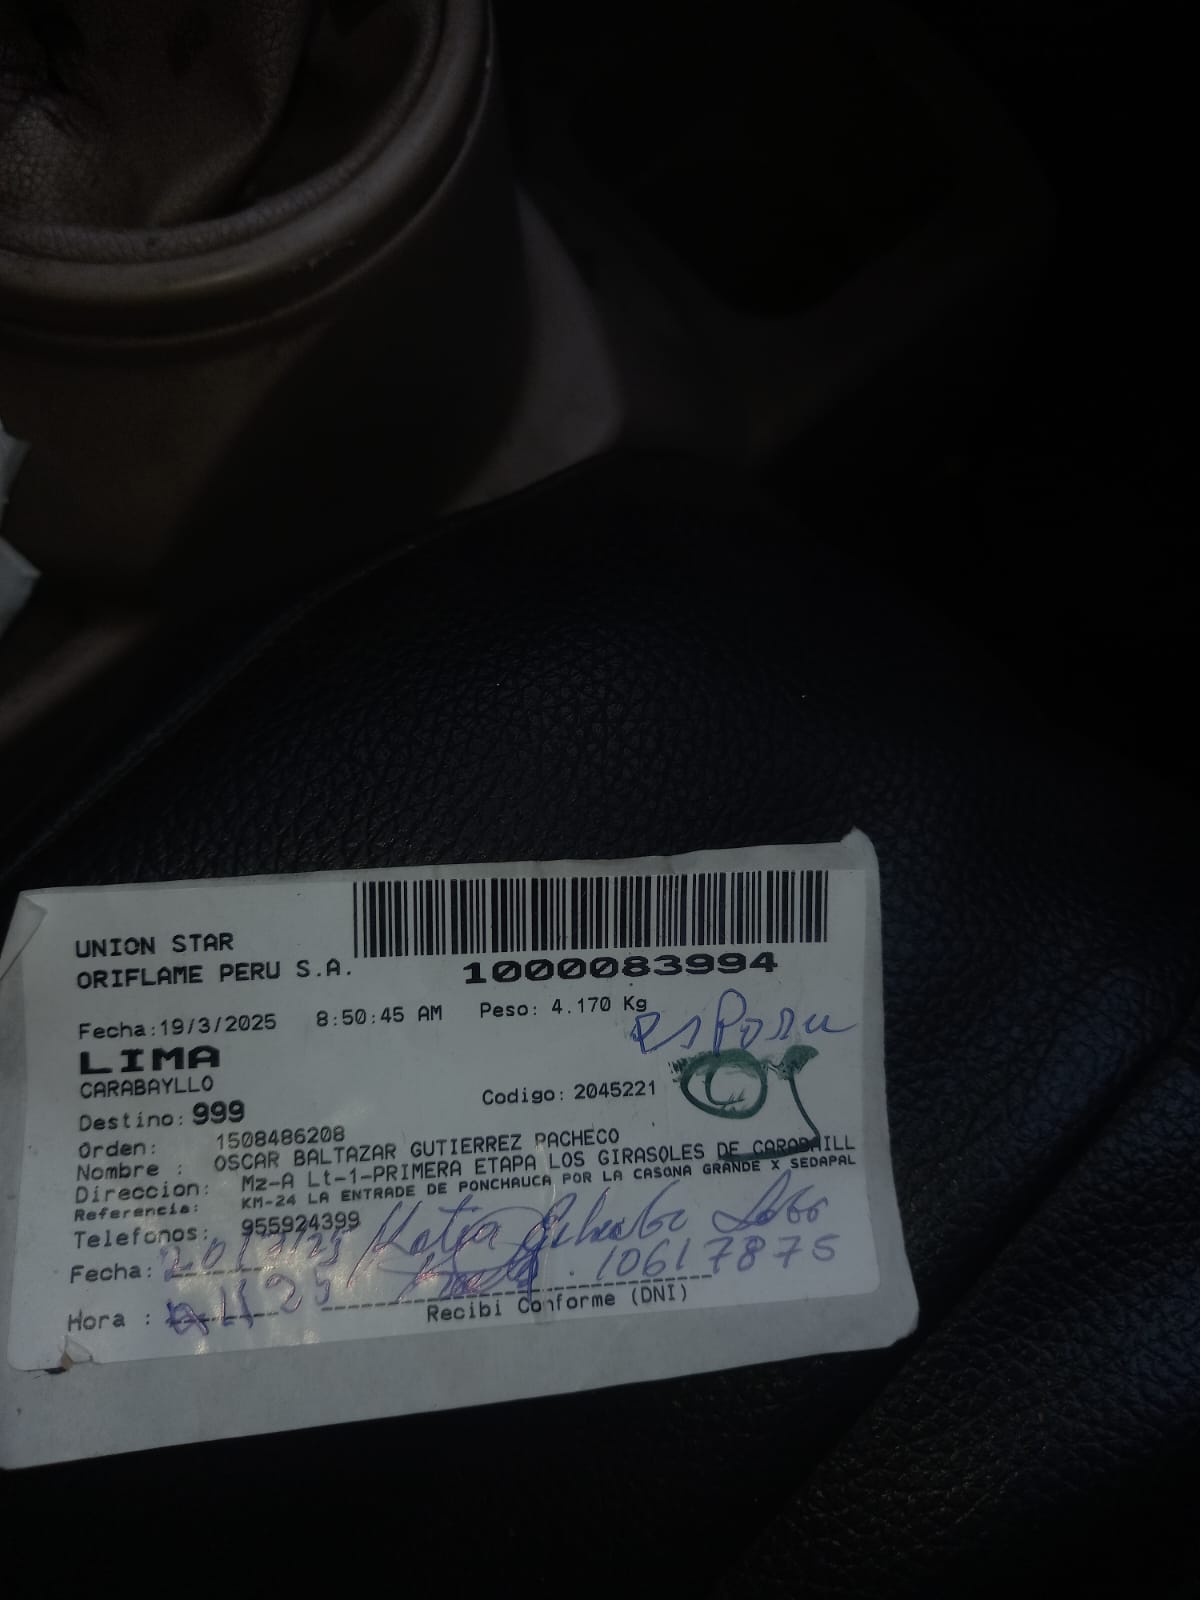 UNION STAR
ORIFLAME PERU S.A.
1000083994
Fecha:19/3/2025 8:50:45 AM Peso: 4.170 Kg
LIMA
CARABAYLLO
Destino: 999 Codigo: 2045221
Orden: 1508486208
Nombre : OSCAR BALTAZAR GUTIERREZ PACHECO
Direccion: Mz-A Lt-1-PRIMERA ETAPA LOS GIRASOLES DE CARABAILL
Referencia: KM-24 LA ENTRADE DE PONCHAUCA POR LA CASONA GRANDE X SEDAPAL
Telefonos: 955924399
Fecha: Katia
10617875
Hora :
Recibi Conforme (DNI)